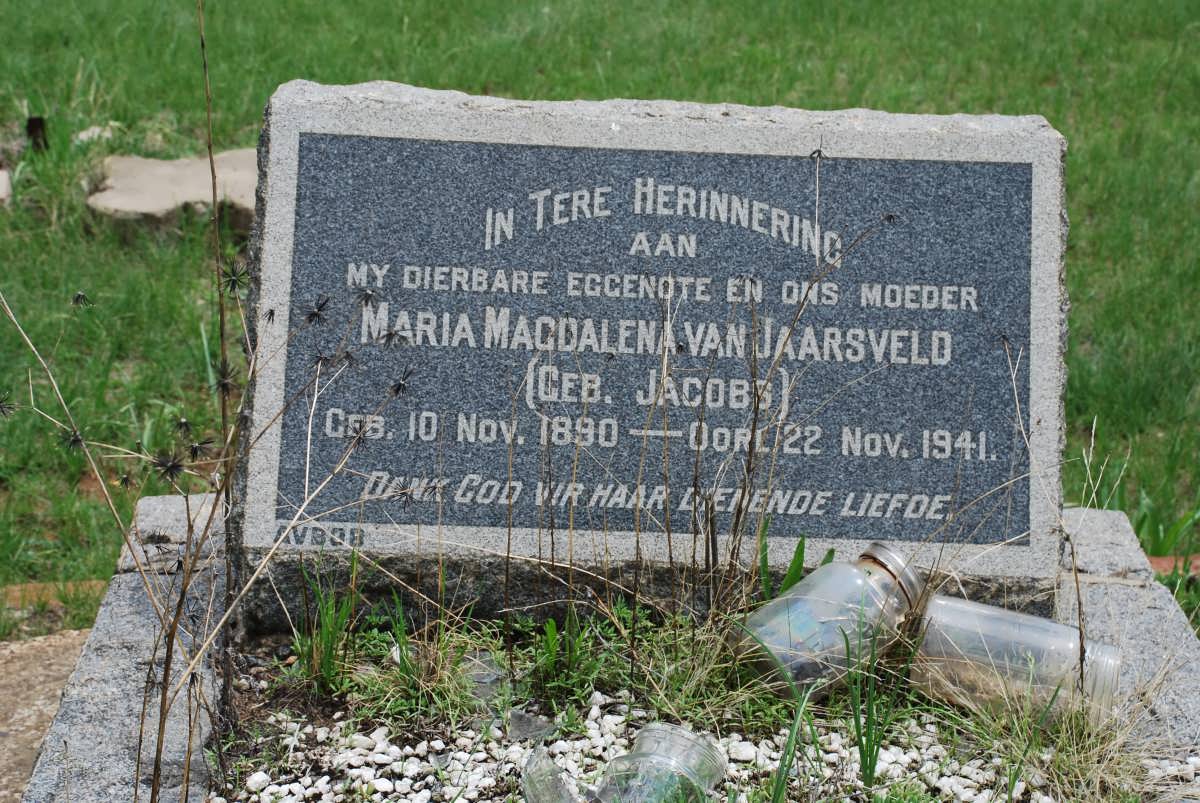 IN TERE HERINNERING
AAN
MY DIERBARE EGGENOTE EN ONS MOEDER
MARIA MAGDALENA VAN JAARSVELD
(GEB. JACOBS)
GEB. 10 NOV. 1890 — OORL. 22 NOV. 1941.
DANK GOD VIR HAAR DIENENDE LIEFDE